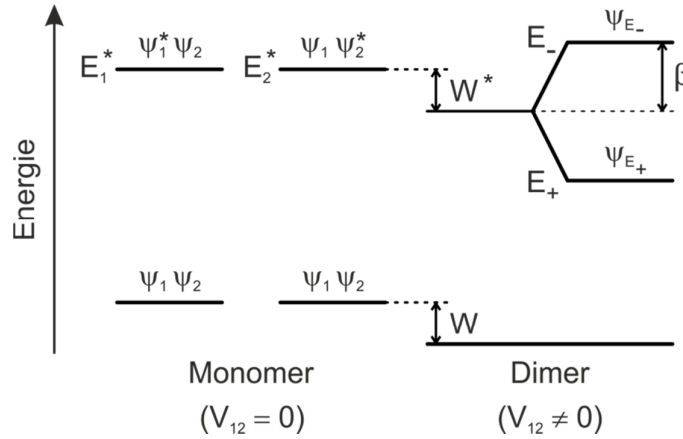 Energie
E₁* ψ₁*ψ₂ E₂* ψ₁ψ₂* W* E₋ ψE₋ β
E₊ ψE₊
ψ₁ψ₂ ψ₁ψ₂ W
Monomer Dimer
(V₁₂ = 0) (V₁₂ ≠ 0)